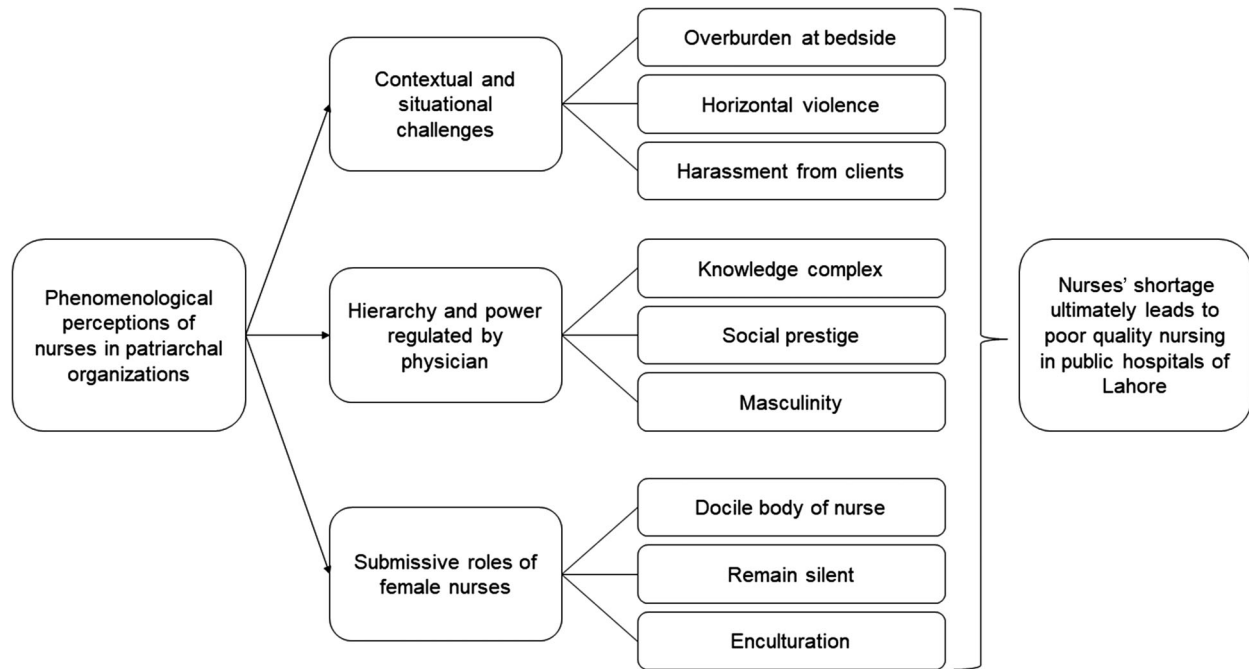 Phenomenological
perceptions of
nurses in patriarchal
organizations
Contextual and
situational
challenges
Overburden at bedside
Horizontal violence
Harassment from clients
Hierarchy and power
regulated by
physician
Knowledge complex
Social prestige
Masculinity
Submissive roles of
female nurses
Docile body of nurse
Remain silent
Enculturation
Nurses’ shortage
ultimately leads to
poor quality nursing
in public hospitals of
Lahore